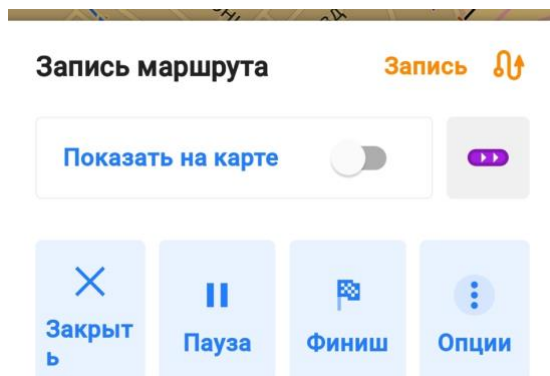 Запись маршрута
Запись
Показать на карте
Закрыт
ь
Пауза
Финиш
Опции